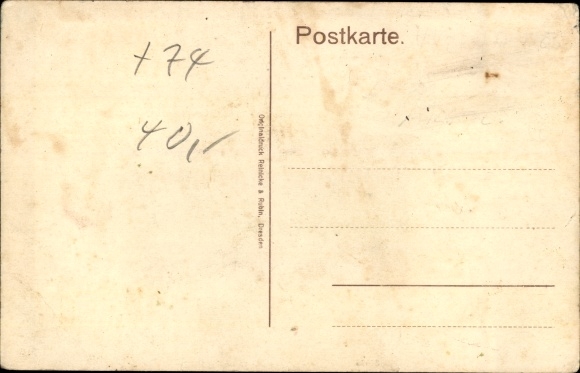 +74
40,-
Postkarte.
Originaldruck Reinicke & Rubin, Dresden